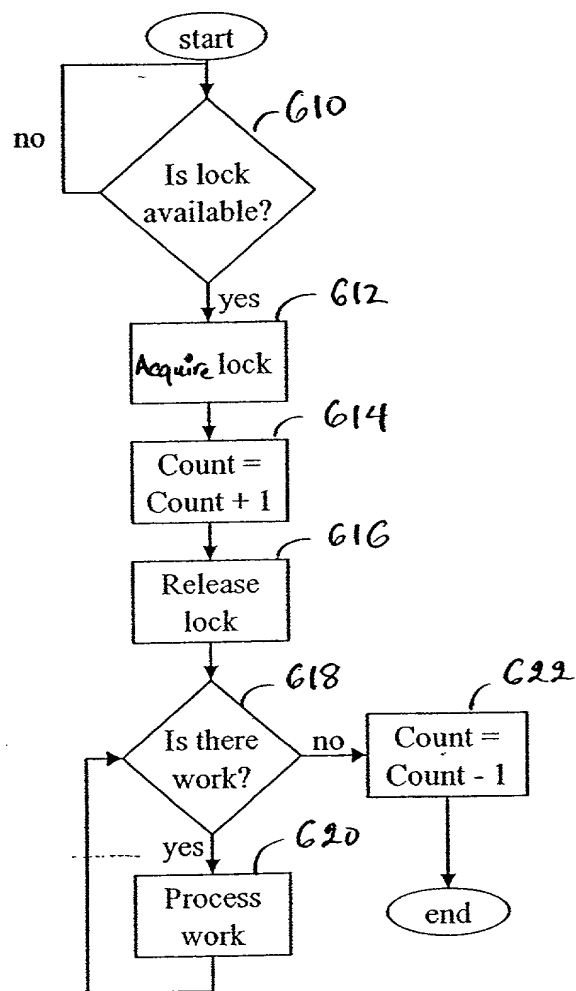 start
610
no
Is lock
available?
yes
612
Acquire lock
614
Count =
Count + 1
616
Release
lock
618
622
Is there
work?
no
Count =
Count - 1
yes
620
Process
work
end